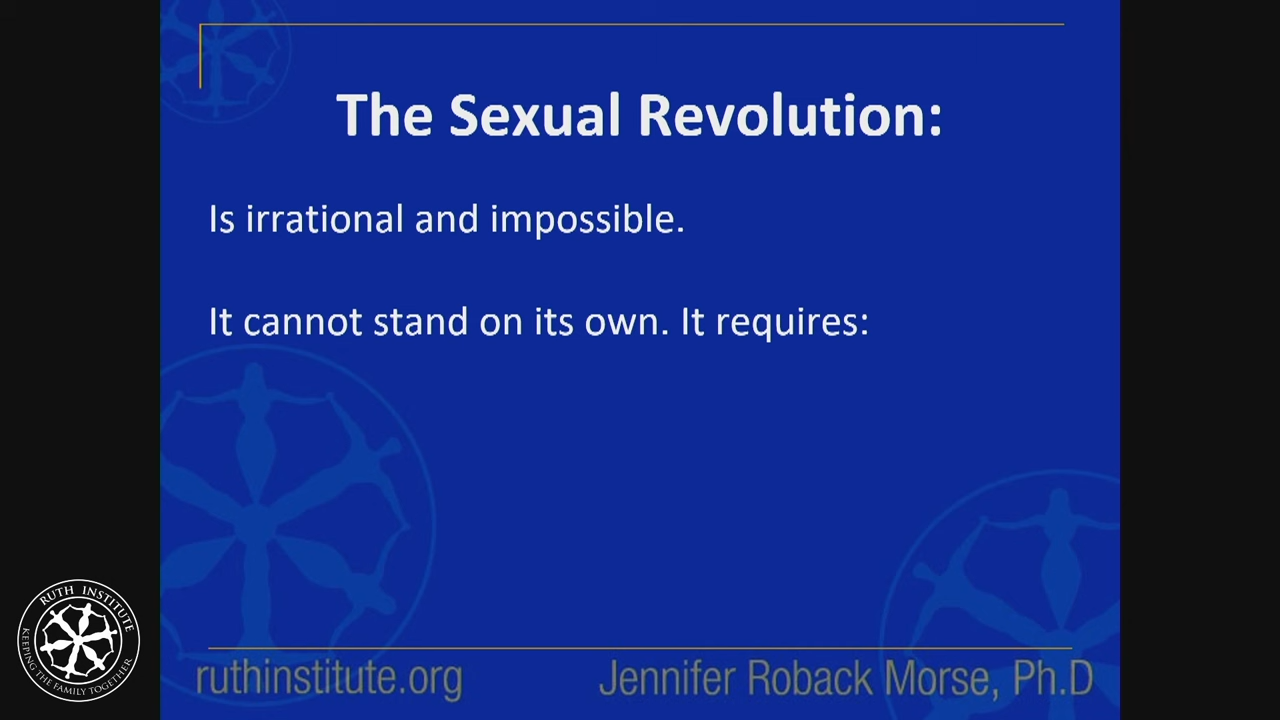 The Sexual Revolution:
Is irrational and impossible.
It cannot stand on its own. It requires:
RUTH INSTITUTE
KEEPING THE FAMILY TOGETHER
ruthinstitute.org
Jennifer Roback Morse, Ph.D